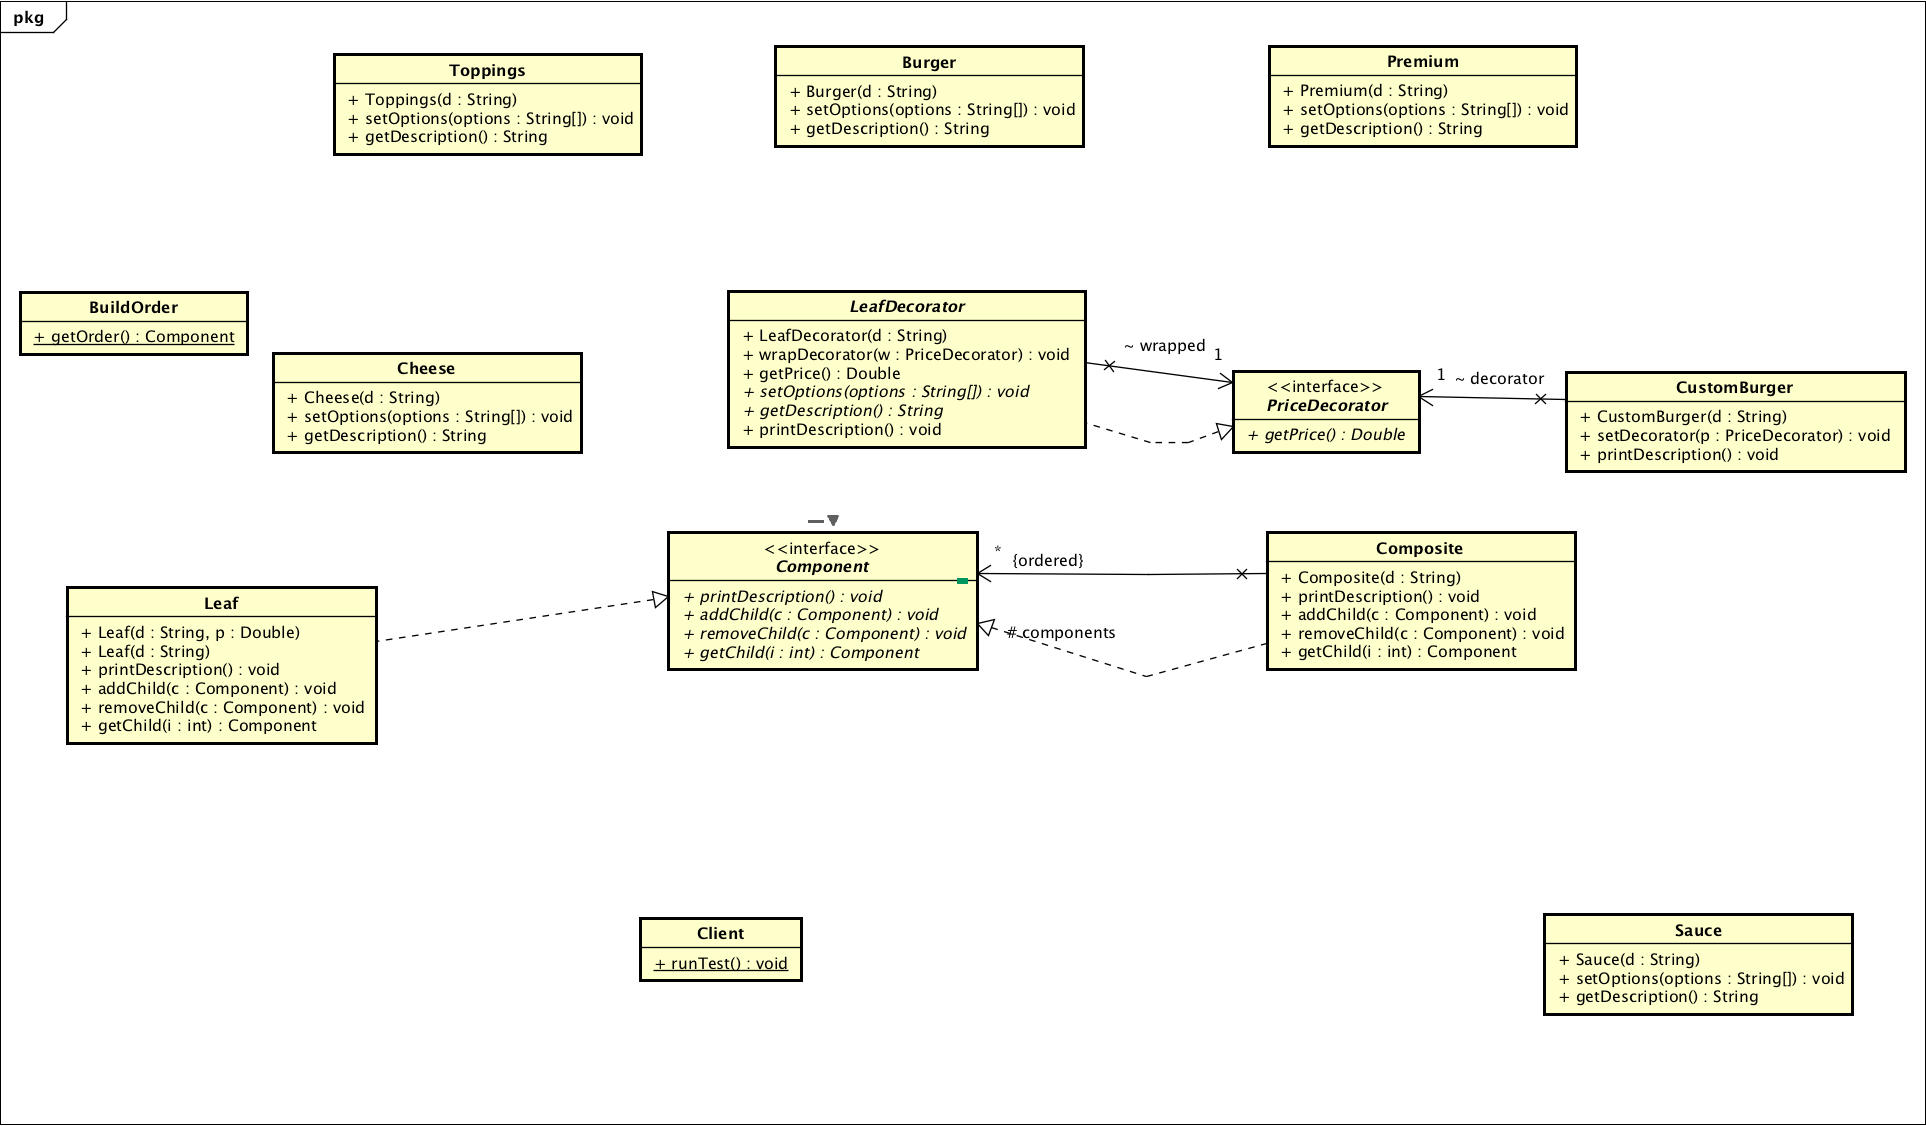 pkg
Toppings
+ Toppings(d : String)
+ setOptions(options : String[]) : void
+ getDescription() : String
Burger
+ Burger(d : String)
+ setOptions(options : String[]) : void
+ getDescription() : String
Premium
+ Premium(d : String)
+ setOptions(options : String[]) : void
+ getDescription() : String
BuildOrder
+ getOrder() : Component
Cheese
+ Cheese(d : String)
+ setOptions(options : String[]) : void
+ getDescription() : String
LeafDecorator
+ LeafDecorator(d : String)
+ wrapDecorator(w : PriceDecorator) : void
+ getPrice() : Double
+ setOptions(options : String[]) : void
+ getDescription() : String
+ printDescription() : void
~ wrapped
1
<<interface>>
PriceDecorator
+ getPrice() : Double
1
~ decorator
CustomBurger
+ CustomBurger(d : String)
+ setDecorator(p : PriceDecorator) : void
+ printDescription() : void
Leaf
+ Leaf(d : String, p : Double)
+ Leaf(d : String)
+ printDescription() : void
+ addChild(c : Component) : void
+ removeChild(c : Component) : void
+ getChild(i : int) : Component
<<interface>>
Component
+ printDescription() : void
+ addChild(c : Component) : void
+ removeChild(c : Component) : void
+ getChild(i : int) : Component
*
{ordered}
# components
Composite
+ Composite(d : String)
+ printDescription() : void
+ addChild(c : Component) : void
+ removeChild(c : Component) : void
+ getChild(i : int) : Component
Client
+ runTest() : void
Sauce
+ Sauce(d : String)
+ setOptions(options : String[]) : void
+ getDescription() : String